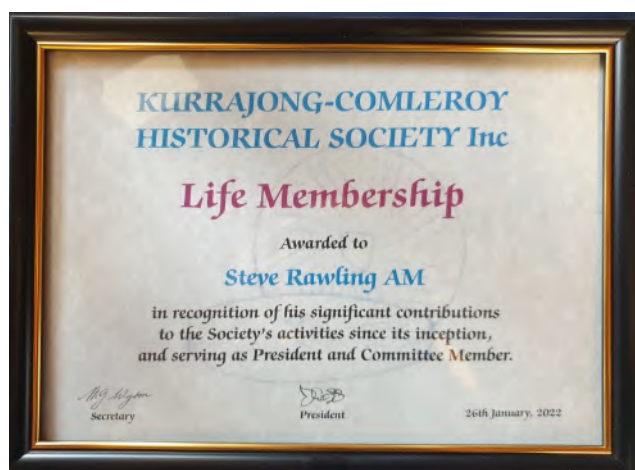 KURRAJONG-COMLEROY
HISTORICAL SOCIETY Inc
Life Membership
Awarded to
Steve Rawling AM
in recognition of his significant contributions
to the Society's activities since its inception,
and serving as President and Committee Member.
Secretary
President
26th January, 2022